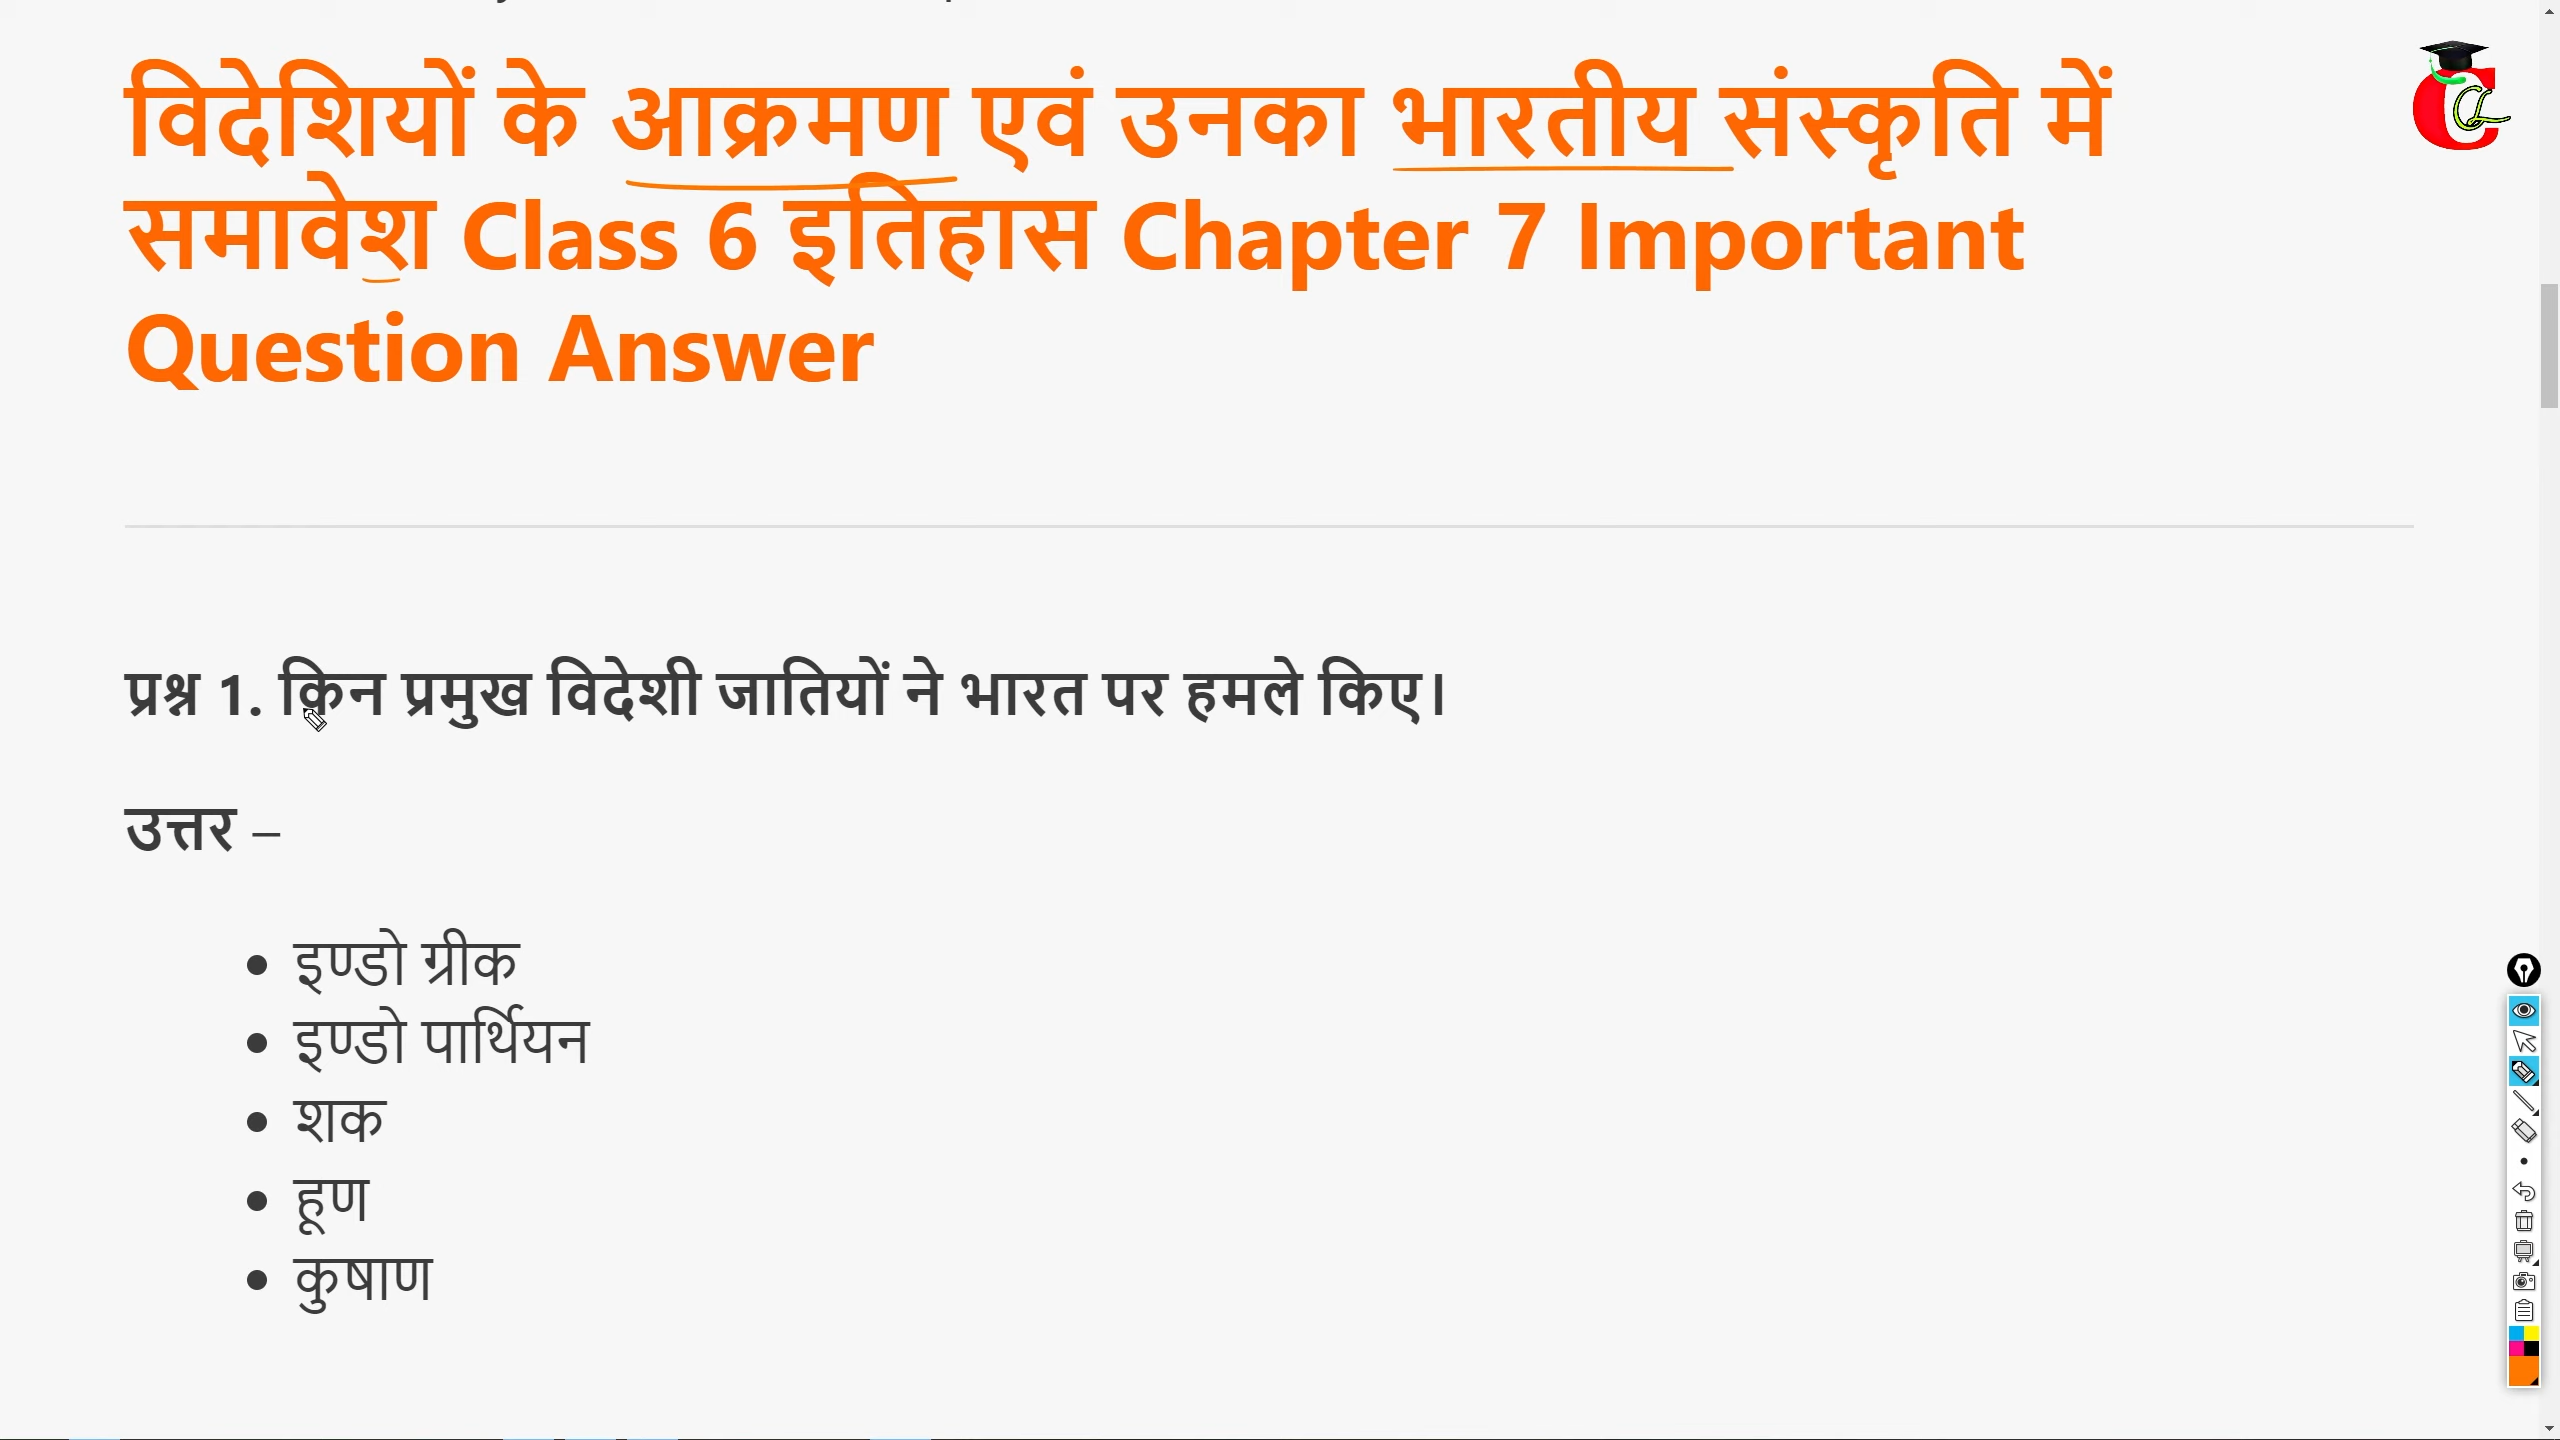 विदेशियों के आक्रमण एवं उनका भारतीय संस्कृति में
समावेश Class 6 इतिहास Chapter 7 Important
Question Answer
प्रश्न 1. किन प्रमुख विदेशी जातियों ने भारत पर हमले किए।
उत्तर –
• इण्डो ग्रीक
• इण्डो पार्थियन
• शक
• हूण
• कुषाण